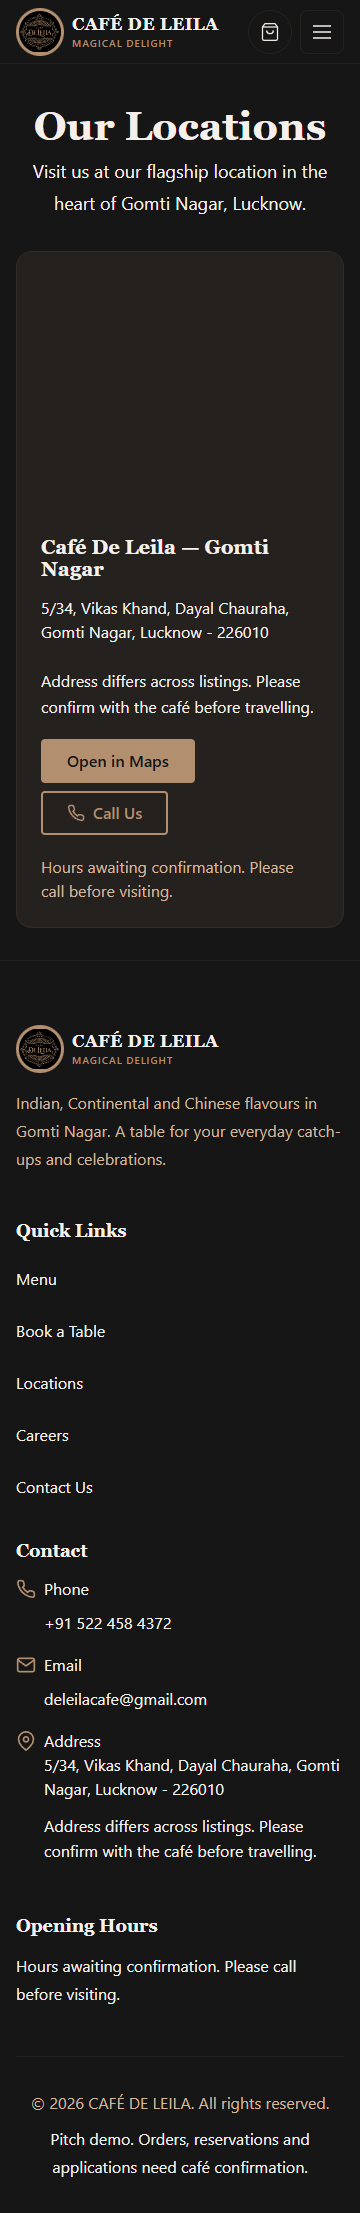 CAFÉ DE LEILA
MAGICAL DELIGHT
Our Locations
Visit us at our flagship location in the
heart of Gomti Nagar, Lucknow.
Café De Leila — Gomti
Nagar
5/34, Vikas Khand, Dayal Chauraha,
Gomti Nagar, Lucknow - 226010
Address differs across listings. Please
confirm with the café before travelling.
Open in Maps
Call Us
Hours awaiting confirmation. Please
call before visiting.
DE LEILA
CAFÉ DE LEILA
MAGICAL DELIGHT
Indian, Continental and Chinese flavours in
Gomti Nagar. A table for your everyday catch-
ups and celebrations.
Quick Links
Menu
Book a Table
Locations
Careers
Contact Us
Contact
Phone
+91 522 458 4372
Email
deleilacafe@gmail.com
Address
5/34, Vikas Khand, Dayal Chauraha, Gomti
Nagar, Lucknow - 226010
Address differs across listings. Please
confirm with the café before travelling.
Opening Hours
Hours awaiting confirmation. Please call
before visiting.
© 2026 CAFÉ DE LEILA. All rights reserved.
Pitch demo. Orders, reservations and
applications need café confirmation.